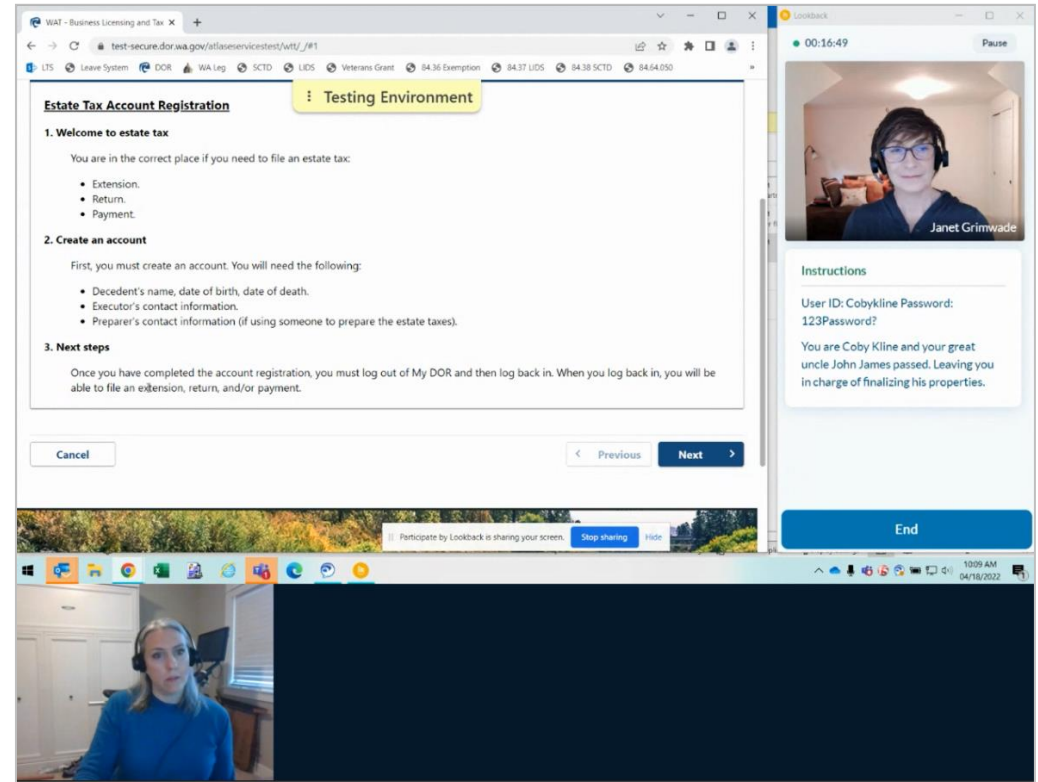 WAT - Business Licensing and Tax
test-secure.dor.wa.gov/atlaseservicestest/wtt/_/#1
LTS Leave System DOR WA Leg SCTD LIDS Veterans Grant 84.36 Exemption 84.37 LIDS 84.38 SCTD 84.64.050 »
Testing Environment
Estate Tax Account Registration
1. Welcome to estate tax
You are in the correct place if you need to file an estate tax:
• Extension.
• Return.
• Payment.
2. Create an account
First, you must create an account. You will need the following:
• Decedent's name, date of birth, date of death.
• Executor's contact information.
• Preparer's contact information (if using someone to prepare the estate taxes).
3. Next steps
Once you have completed the account registration, you must log out of My DOR and then log back in. When you log back in, you will be
able to file an extension, return, and/or payment.
Cancel
Previous
Next
Participate by Lookback is sharing your screen. Stop sharing Hide
Lookback
00:16:49
Pause
Janet Grimwade
Instructions
User ID: Cobykline Password:
123Password?
You are Coby Kline and your great
uncle John James passed. Leaving you
in charge of finalizing his properties.
End
10:09 AM
04/18/2022